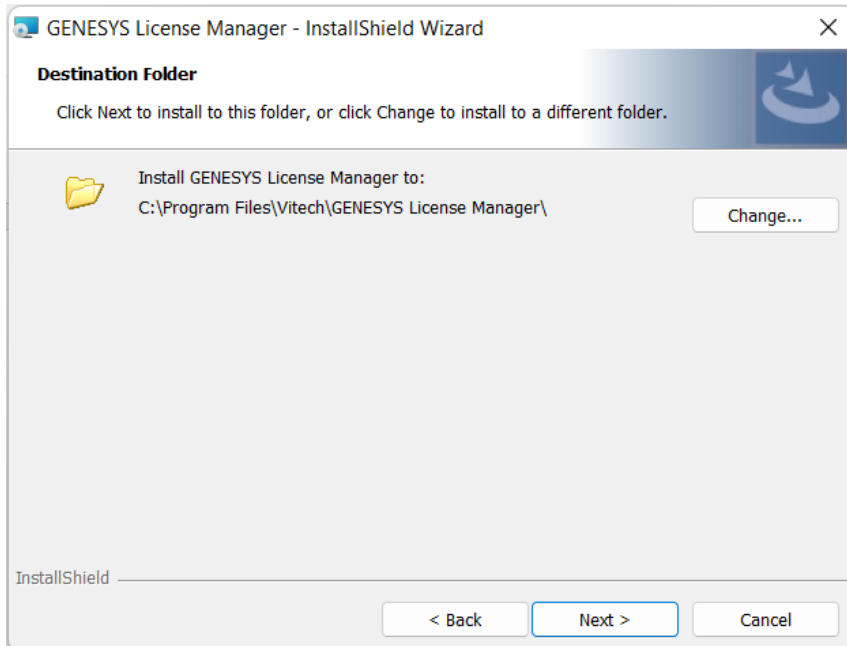 GENESYS License Manager - InstallShield Wizard
Destination Folder
Click Next to install to this folder, or click Change to install to a different folder.
Install GENESYS License Manager to:
C:\Program Files\Vitech\GENESYS License Manager\
Change...
InstallShield
< Back
Next >
Cancel